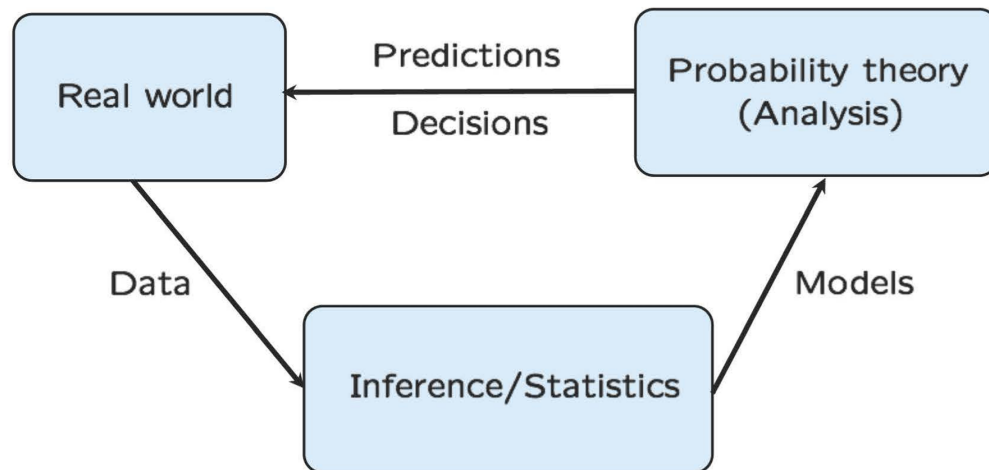 Predictions
Real world
Decisions
Probability theory
(Analysis)
Data
Models
Inference/Statistics